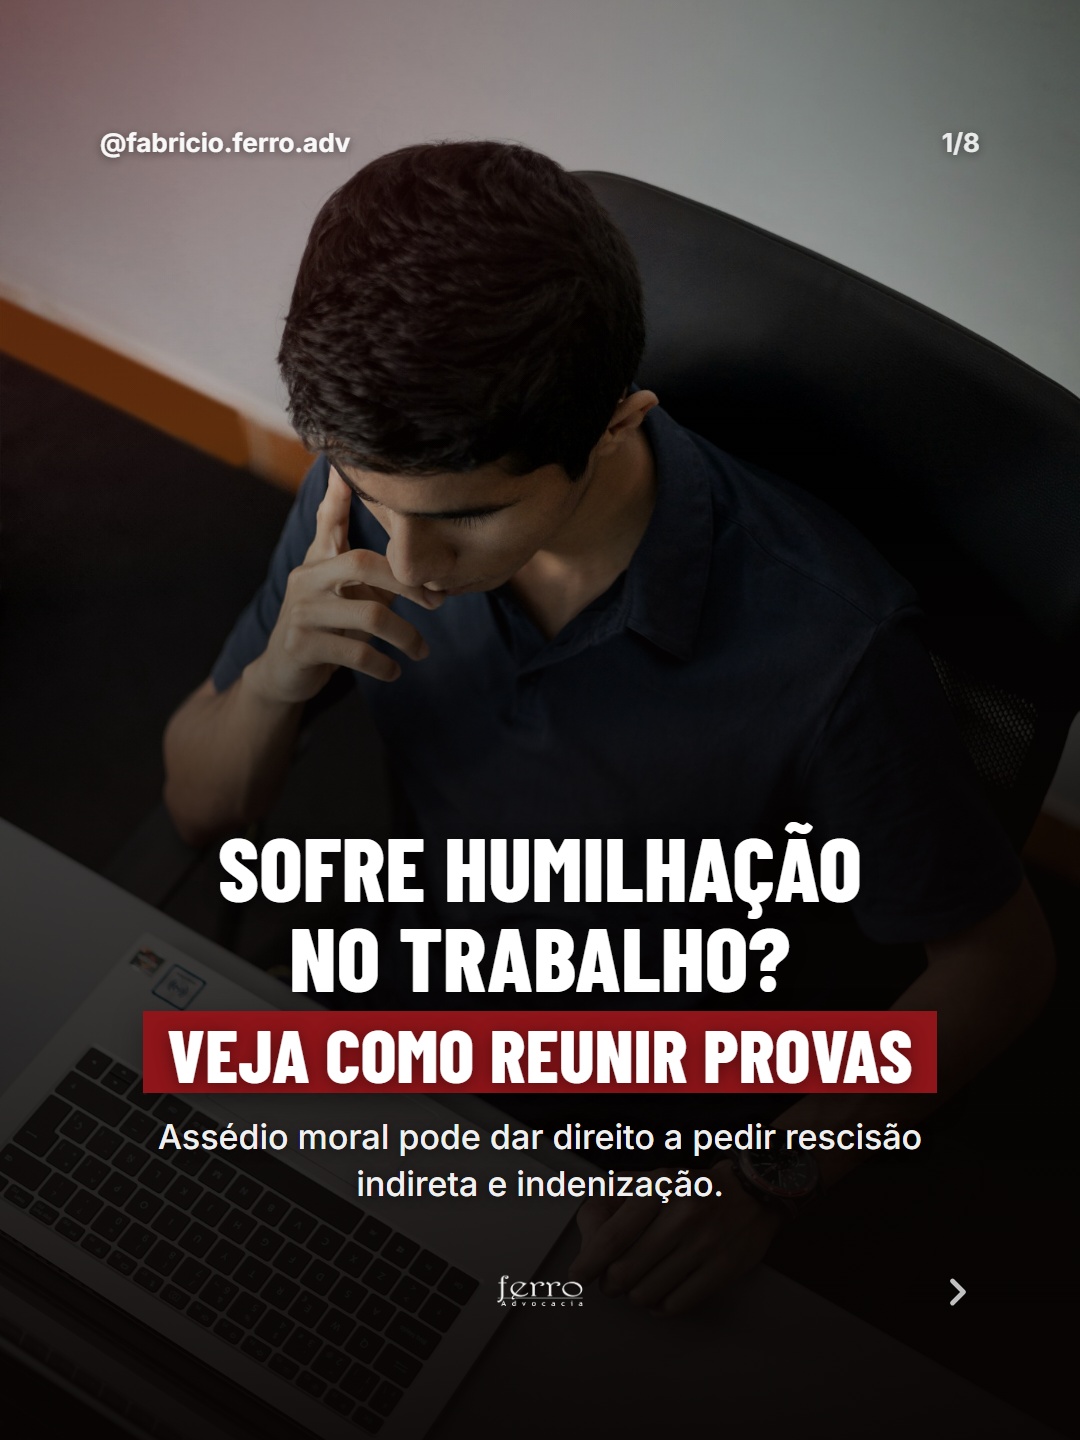 @fabricio.ferro.adv
1/8
SOFRE HUMILHAÇÃO
NO TRABALHO?
VEJA COMO REUNIR PROVAS
Assédio moral pode dar direito a pedir rescisão
indireta e indenização.
ferro
Advocacia